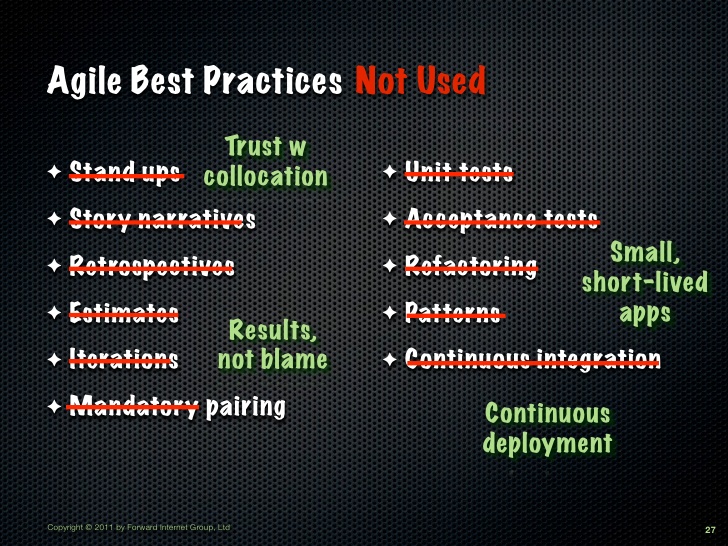 Agile Best Practices Not Used
Trust w
collocation
✦ Stand ups
✦ Story narratives
✦ Retrospectives
✦ Estimates
✦ Iterations
✦ Mandatory pairing
Results,
not blame
✦ Unit tests
✦ Acceptance tests
✦ Refactoring
✦ Patterns
✦ Continuous integration
Small,
short-lived
apps
Continuous
deployment
Copyright © 2011 by Forward Internet Group, Ltd
27